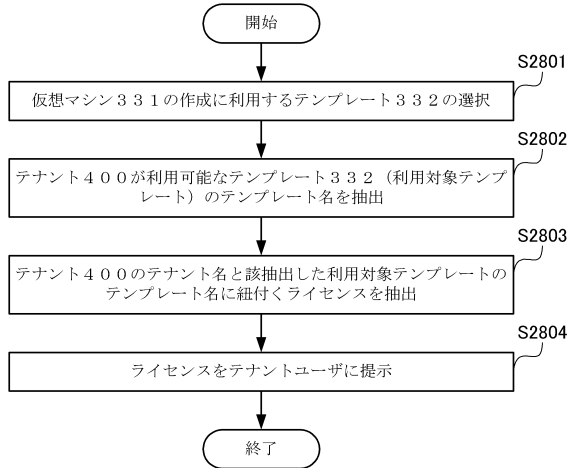 開始
S2801
仮想マシン３３１の作成に利用するテンプレート３３２の選択
S2802
テナント４００が利用可能なテンプレート３３２（利用対象テンプ
レート）のテンプレート名を抽出
S2803
テナント４００のテナント名と該抽出した利用対象テンプレートの
テンプレート名に紐付くライセンスを抽出
S2804
ライセンスをテナントユーザに提示
終了